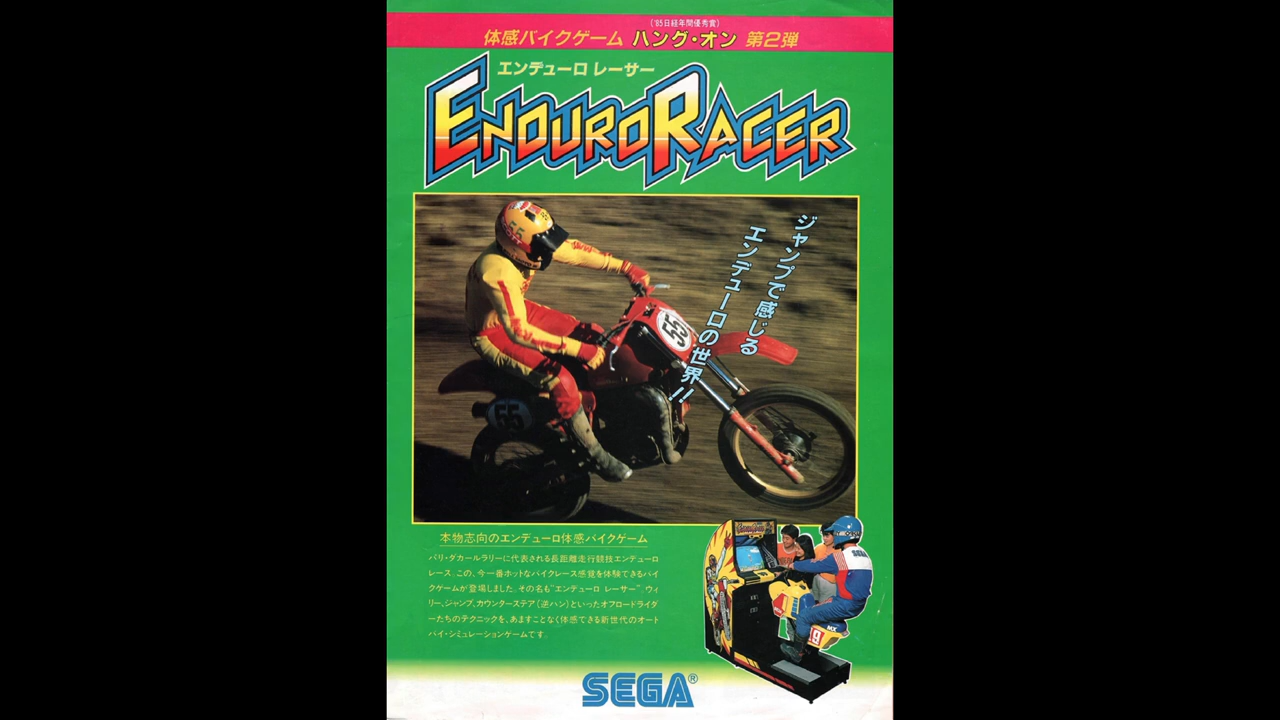 ('85日経年間優秀賞)
体感バイクゲーム ハング・オン 第2弾
エンデューロ レーサー
ENDURORACER
ジャンプで感じる
エンデューロの世界!!
55
55
本物志向のエンデューロ体感バイクゲーム
パリ・ダカールラリーに代表される長距離走行競技エンデューロ
レース。この、今一番ホットなバイクレース感覚を体験できるバイ
クゲームが登場しました。その名も"エンデューロ レーサー"。ウィ
リー、ジャンプ、カウンターステア(逆ハン)といったオフロードライダ
ーたちのテクニックを、あますことなく体感できる新世代のオート
バイ・シミュレーションゲームです。
SEGA
MX
9
SEGA®